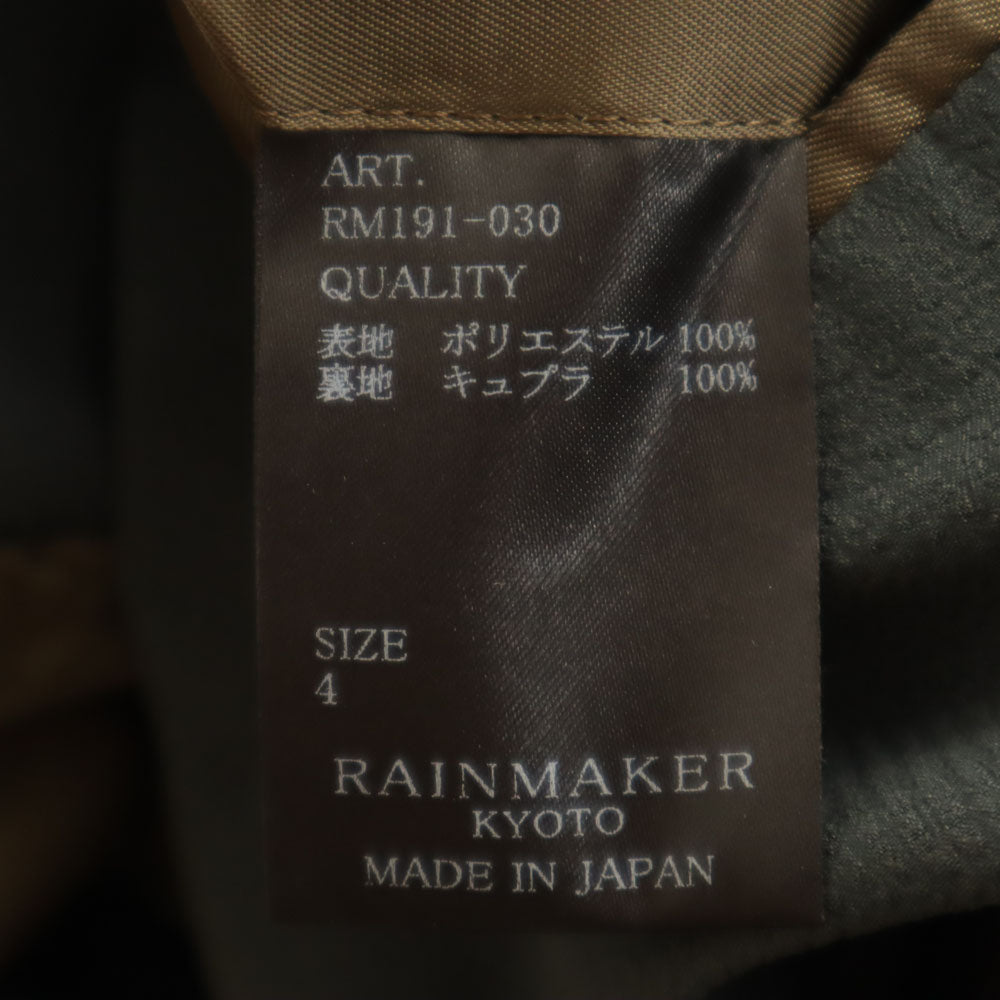 ART.
RM191-030
QUALITY
表地 ポリエステル 100%
裏地 キュプラ 100%
SIZE
4
RAINMAKER
KYOTO
MADE IN JAPAN